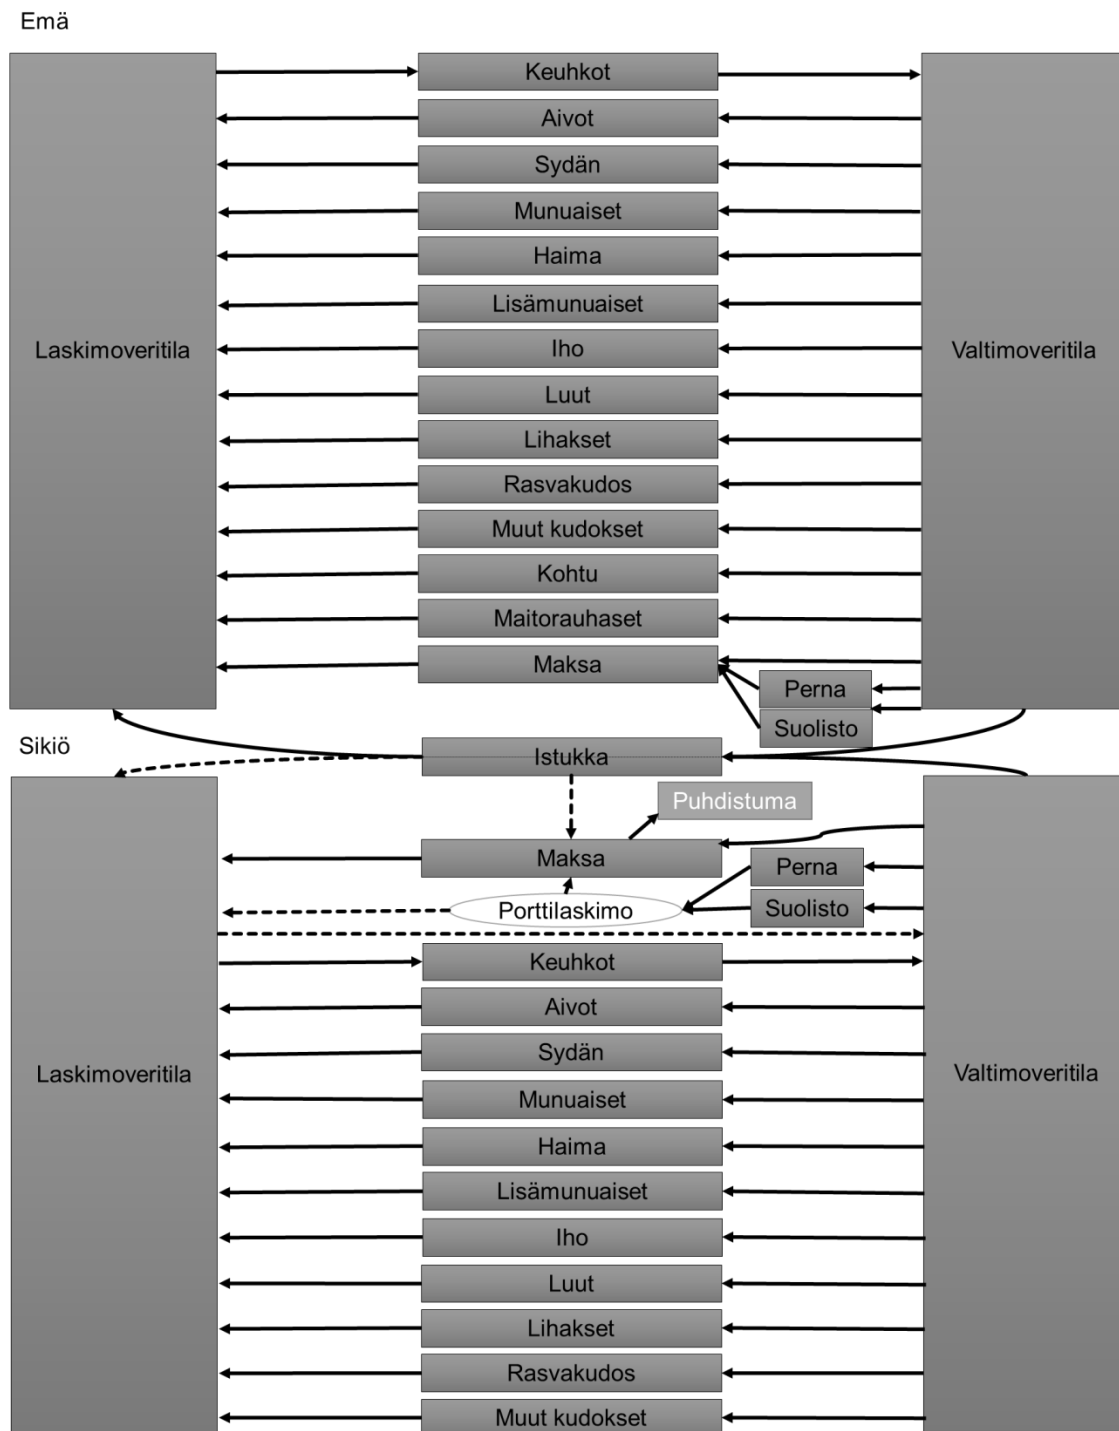 Emä
Keuhkot
Aivot
Sydän
Munuaiset
Haima
Lisämunuaiset
Laskimoveritila
Iho
Valtimoveritila
Luut
Lihakset
Rasvakudos
Muut kudokset
Kohtu
Maitorauhaset
Maksa
Perna
Suolisto
Sikiö
Istukka
Puhdistuma
Maksa
Perna
Porttilaskimo
Suolisto
Keuhkot
Aivot
Sydän
Laskimoveritila
Valtimoveritila
Munuaiset
Haima
Lisämunuaiset
Iho
Luut
Lihakset
Rasvakudos
Muut kudokset